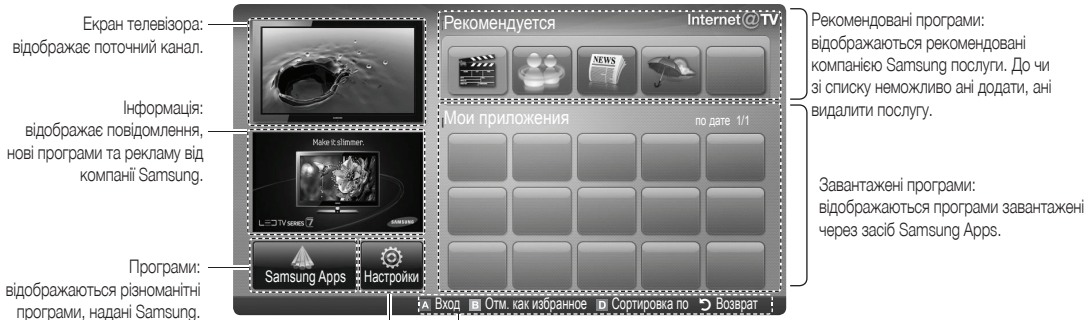 Екран телевізора:
відображає поточний канал.
Інформація:
відображає повідомлення,
нові програми та рекламу від
компанії Samsung.
Програми:
відображаються різноманітні
програми, надані Samsung.
Рекомендуется
Internet@TV
NEWS
Мои приложения
по дате 1/1
Make it slimmer.
LED TV SERIES 7
SAMSUNG
Samsung Apps
Настройки
A Вход B Отм. как избранное D Сортировка по Возврат
Рекомендовані програми:
відображаються рекомендовані
компанією Samsung послуги. До чи
зі списку неможливо ані додати, ані
видалити послугу.
Завантажені програми:
відображаються програми завантажені
через засіб Samsung Apps.